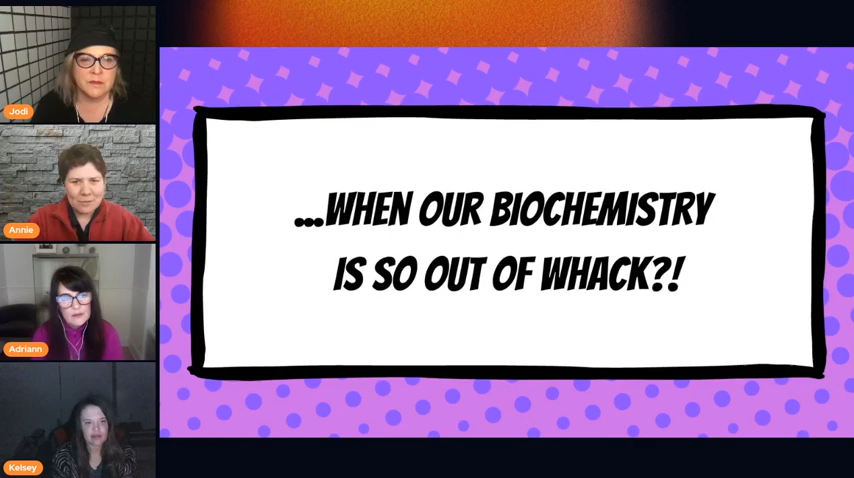 Jodi
Annie
Adriann
Kelsey
...WHEN OUR BIOCHEMISTRY
IS SO OUT OF WHACK?!